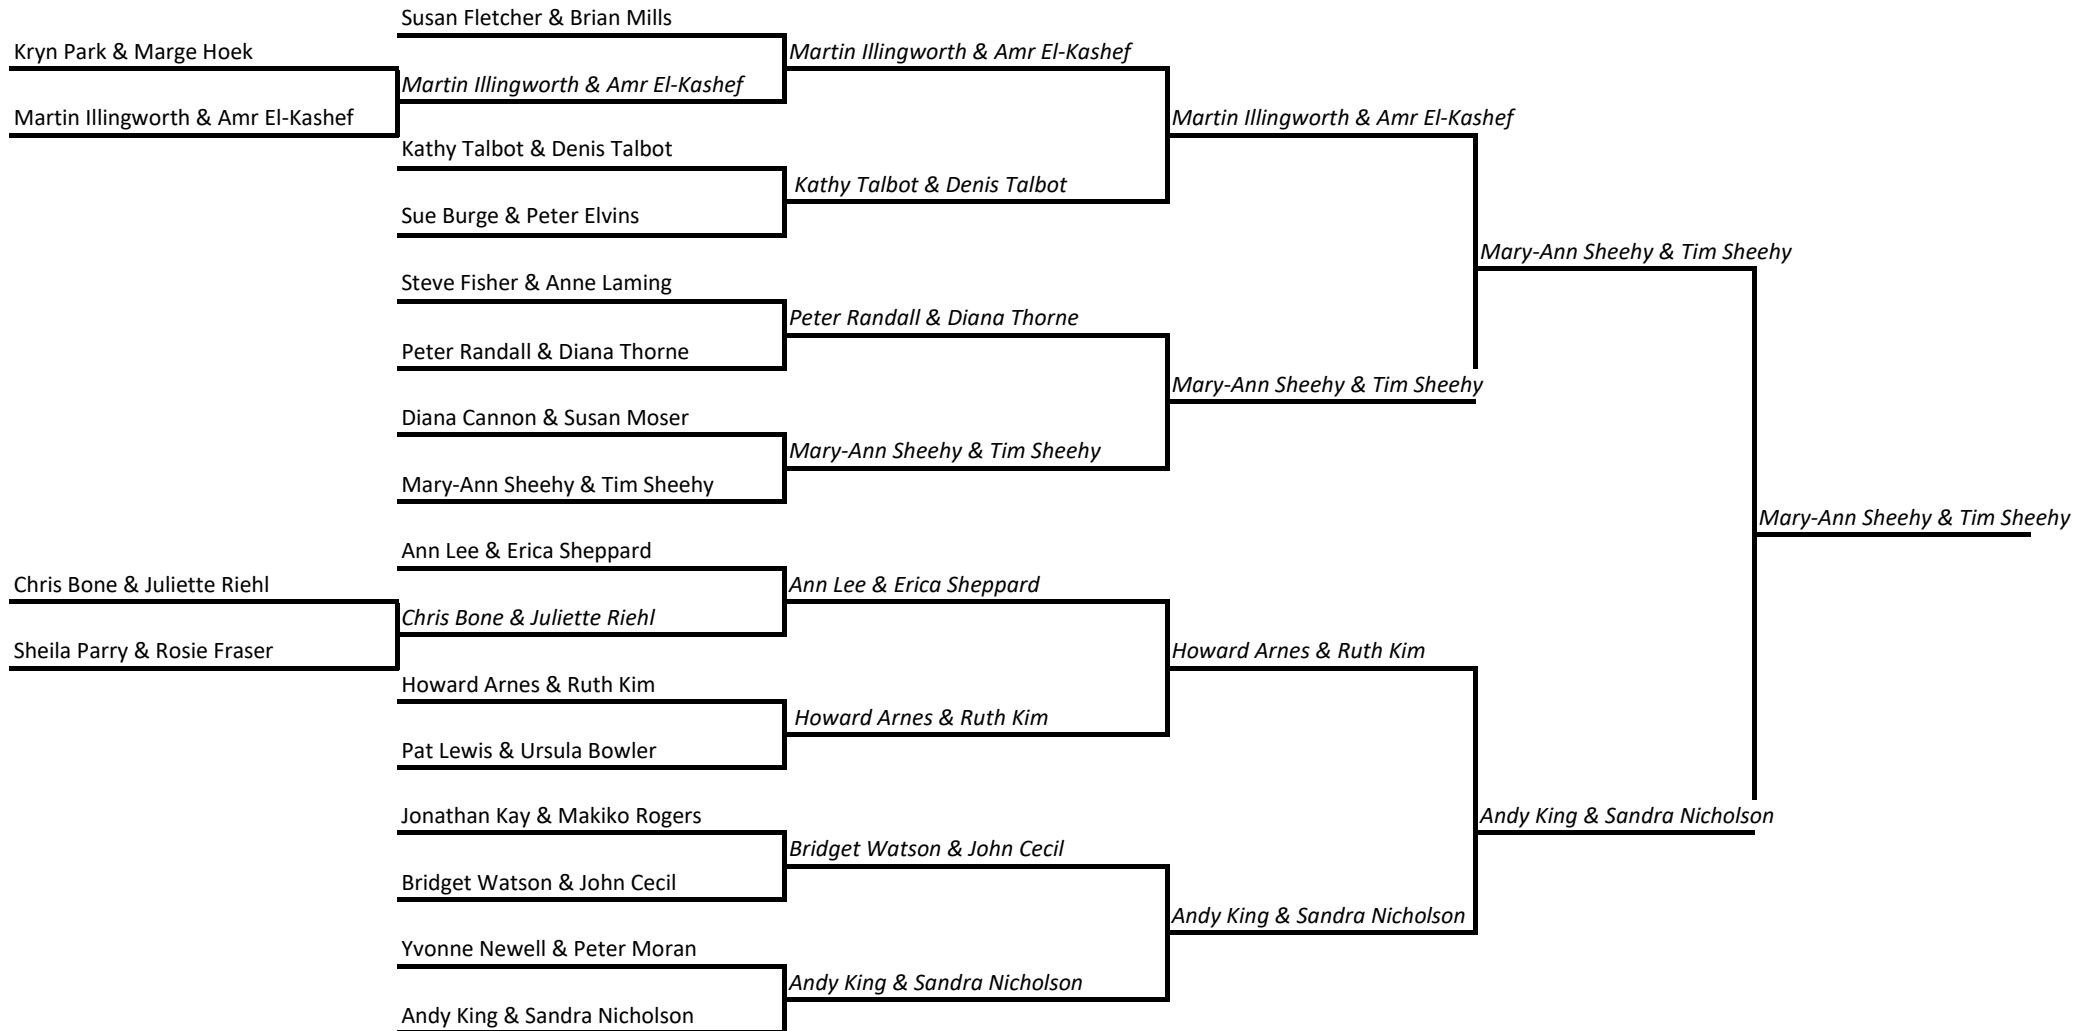 Susan Fletcher & Brian Mills
Kryn Park & Marge Hoek
Martin Illingworth & Amr El-Kashef
Martin Illingworth & Amr El-Kashef
Martin Illingworth & Amr El-Kashef
Martin Illingworth & Amr El-Kashef
Kathy Talbot & Denis Talbot
Kathy Talbot & Denis Talbot
Sue Burge & Peter Elvins
Mary-Ann Sheehy & Tim Sheehy
Steve Fisher & Anne Laming
Peter Randall & Diana Thorne
Peter Randall & Diana Thorne
Mary-Ann Sheehy & Tim Sheehy
Diana Cannon & Susan Moser
Mary-Ann Sheehy & Tim Sheehy
Mary-Ann Sheehy & Tim Sheehy
Mary-Ann Sheehy & Tim Sheehy
Ann Lee & Erica Sheppard
Chris Bone & Juliette Riehl
Ann Lee & Erica Sheppard
Chris Bone & Juliette Riehl
Sheila Parry & Rosie Fraser
Howard Arnes & Ruth Kim
Howard Arnes & Ruth Kim
Howard Arnes & Ruth Kim
Pat Lewis & Ursula Bowler
Jonathan Kay & Makiko Rogers
Andy King & Sandra Nicholson
Bridget Watson & John Cecil
Bridget Watson & John Cecil
Andy King & Sandra Nicholson
Yvonne Newell & Peter Moran
Andy King & Sandra Nicholson
Andy King & Sandra Nicholson